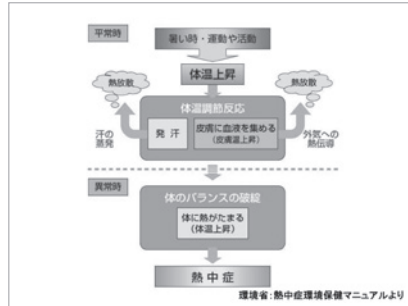 平常時
暑い時・運動や活動
体温上昇
熱放散
熱放散
体温調節反応
汗の
蒸発
発汗
皮膚に血液を集める
(皮膚温上昇)
外気への
熱伝導
異常時
体のバランスの破綻
体に熱がたまる
(体温上昇)
熱中症
環境省:熱中症環境保健マニュアルより